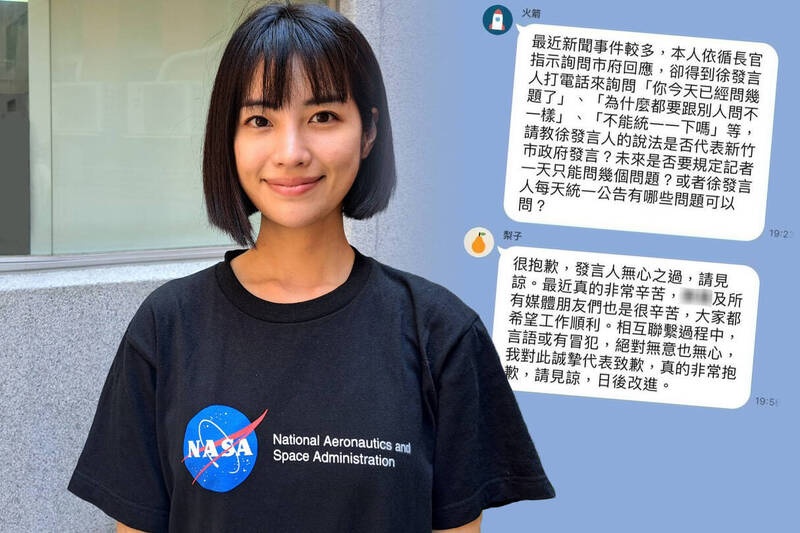 火箭
最近新聞事件較多，本人依循長官
指示詢問市府回應，卻得到徐發言
人打電話來詢問「你今天已經問幾
題了」、「為什麼都要跟別人問不
一樣」、「不能統一一下嗎」等，
請教徐發言人的說法是否代表新竹
市政府發言？未來是否要規定記者
一天只能問幾個問題？或者徐發言
人每天統一公告有哪些問題可以
問？
梨子
很抱歉，發言人無心之過，請見
諒。最近真的非常辛苦，及所
有媒體朋友們也是很辛苦，大家都
希望工作順利。相互聯繫過程中，
言語或有冒犯，絕對無意也無心，
我對此誠摯代表致歉，真的非常抱
歉，請見諒，日後改進。
NASA
National Aeronautics and
Space Administration